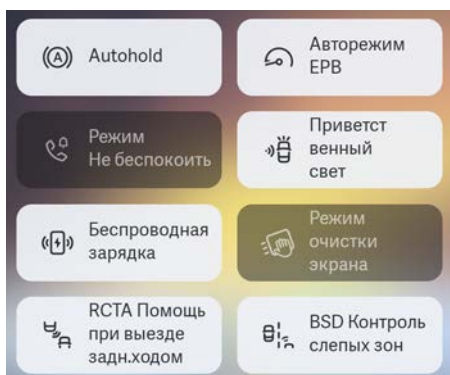 Autohold
Авторежим
EPB
Режим
Не беспокоить
Приветст
венный
свет
Беспроводная
зарядка
Режим
очистки
экрана
RCTA Помощь
при выезде
задн.ходом
BSD Контроль
слепых зон